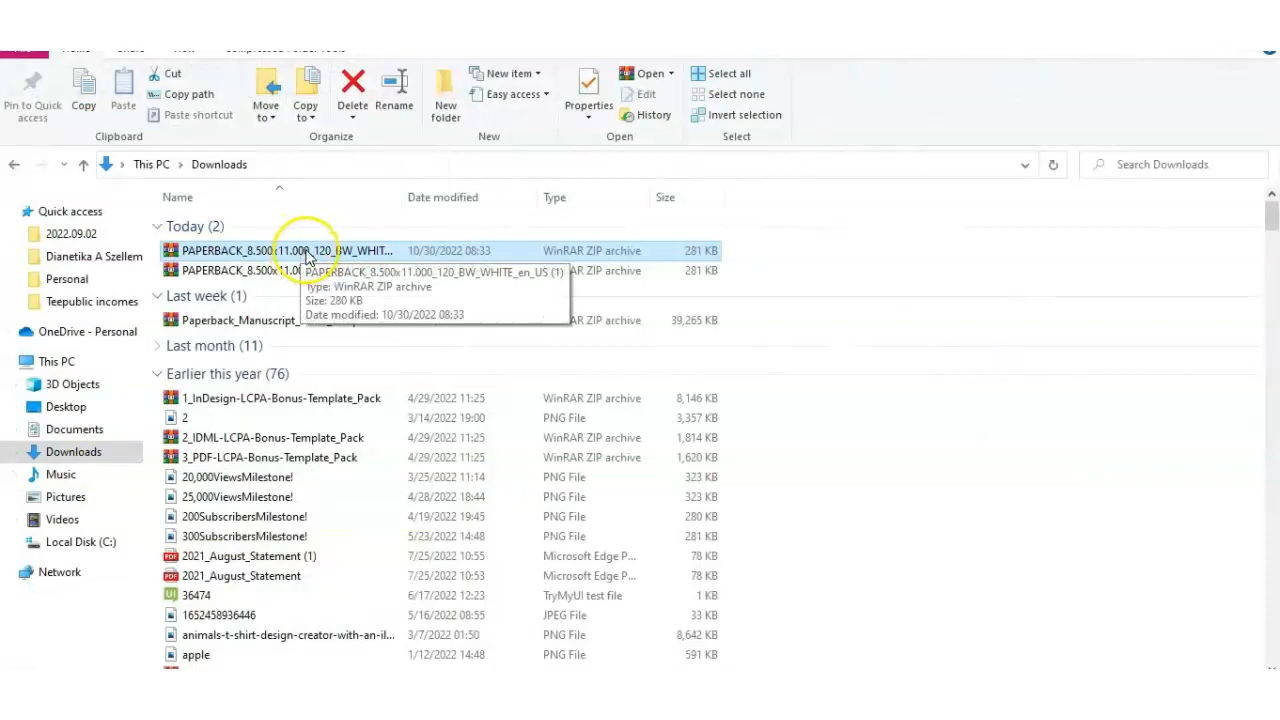 Home Share View Compressed Folder Tools
Pin to Quick access
Copy
Paste
Cut
Copy path
Paste shortcut
Clipboard
Move to
Copy to
Delete
Rename
Organize
New folder
New item
Easy access
New
Properties
Open
Edit
History
Open
Select all
Select none
Invert selection
Select
This PC > Downloads
Search Downloads
Quick access
2022.09.02
Dianetika A Szellem
Personal
Teepublic incomes
OneDrive - Personal
This PC
3D Objects
Desktop
Documents
Downloads
Music
Pictures
Videos
Local Disk (C:)
Network
Name Date modified Type Size
Today (2)
PAPERBACK_8.500x11.000_120_BW_WHIT... 10/30/2022 08:33 WinRAR ZIP archive 281 KB
PAPERBACK_8.500x11.00 AR ZIP archive 281 KB
PAPERBACK_8.500x11.000_120_BW_WHITE_en_US (1)
Type: WinRAR ZIP archive
Size: 280 KB
Date modified: 10/30/2022 08:33
Last week (1)
Paperback_Manuscript_ AR ZIP archive 39,265 KB
Last month (11)
Earlier this year (76)
1_InDesign-LCPA-Bonus-Template_Pack 4/29/2022 11:25 WinRAR ZIP archive 8,146 KB
2 3/14/2022 19:00 PNG File 3,357 KB
2_IDML-LCPA-Bonus-Template_Pack 4/29/2022 11:25 WinRAR ZIP archive 1,814 KB
3_PDF-LCPA-Bonus-Template_Pack 4/29/2022 11:25 WinRAR ZIP archive 1,620 KB
20,000ViewsMilestone! 3/25/2022 11:14 PNG File 323 KB
25,000ViewsMilestone! 4/28/2022 18:44 PNG File 323 KB
200SubscribersMilestone! 4/19/2022 19:45 PNG File 280 KB
300SubscribersMilestone! 5/23/2022 14:48 PNG File 281 KB
2021_August_Statement (1) 7/25/2022 10:55 Microsoft Edge P... 78 KB
2021_August_Statement 7/25/2022 10:53 Microsoft Edge P... 78 KB
36474 6/17/2022 12:23 TryMyUI test file 1 KB
1652458936446 5/16/2022 08:55 JPEG File 33 KB
animals-t-shirt-design-creator-with-an-il... 3/7/2022 01:50 PNG File 8,642 KB
apple 1/12/2022 14:48 PNG File 591 KB